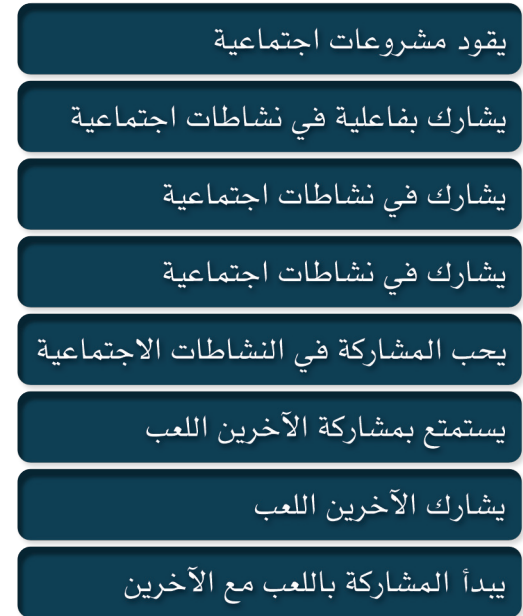 يقود مشروعات اجتماعية
يشارك بفاعلية في نشاطات اجتماعية
يشارك في نشاطات اجتماعية
يشارك في نشاطات اجتماعية
يحب المشاركة في النشاطات الاجتماعية
يستمتع بمشاركة الآخرين اللعب
يشارك الآخرين اللعب
يبدأ المشاركة باللعب مع الآخرين